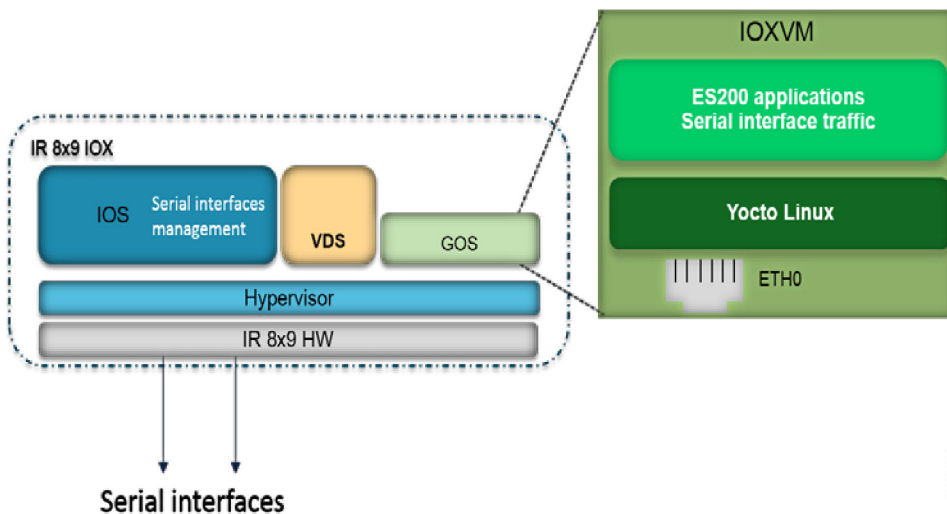 IOXVM
ES200 applications
Serial interface traffic
Yocto Linux
ETH0
IR 8x9 IOX
IOS
Serial interfaces
management
VDS
GOS
Hypervisor
IR 8x9 HW
Serial interfaces